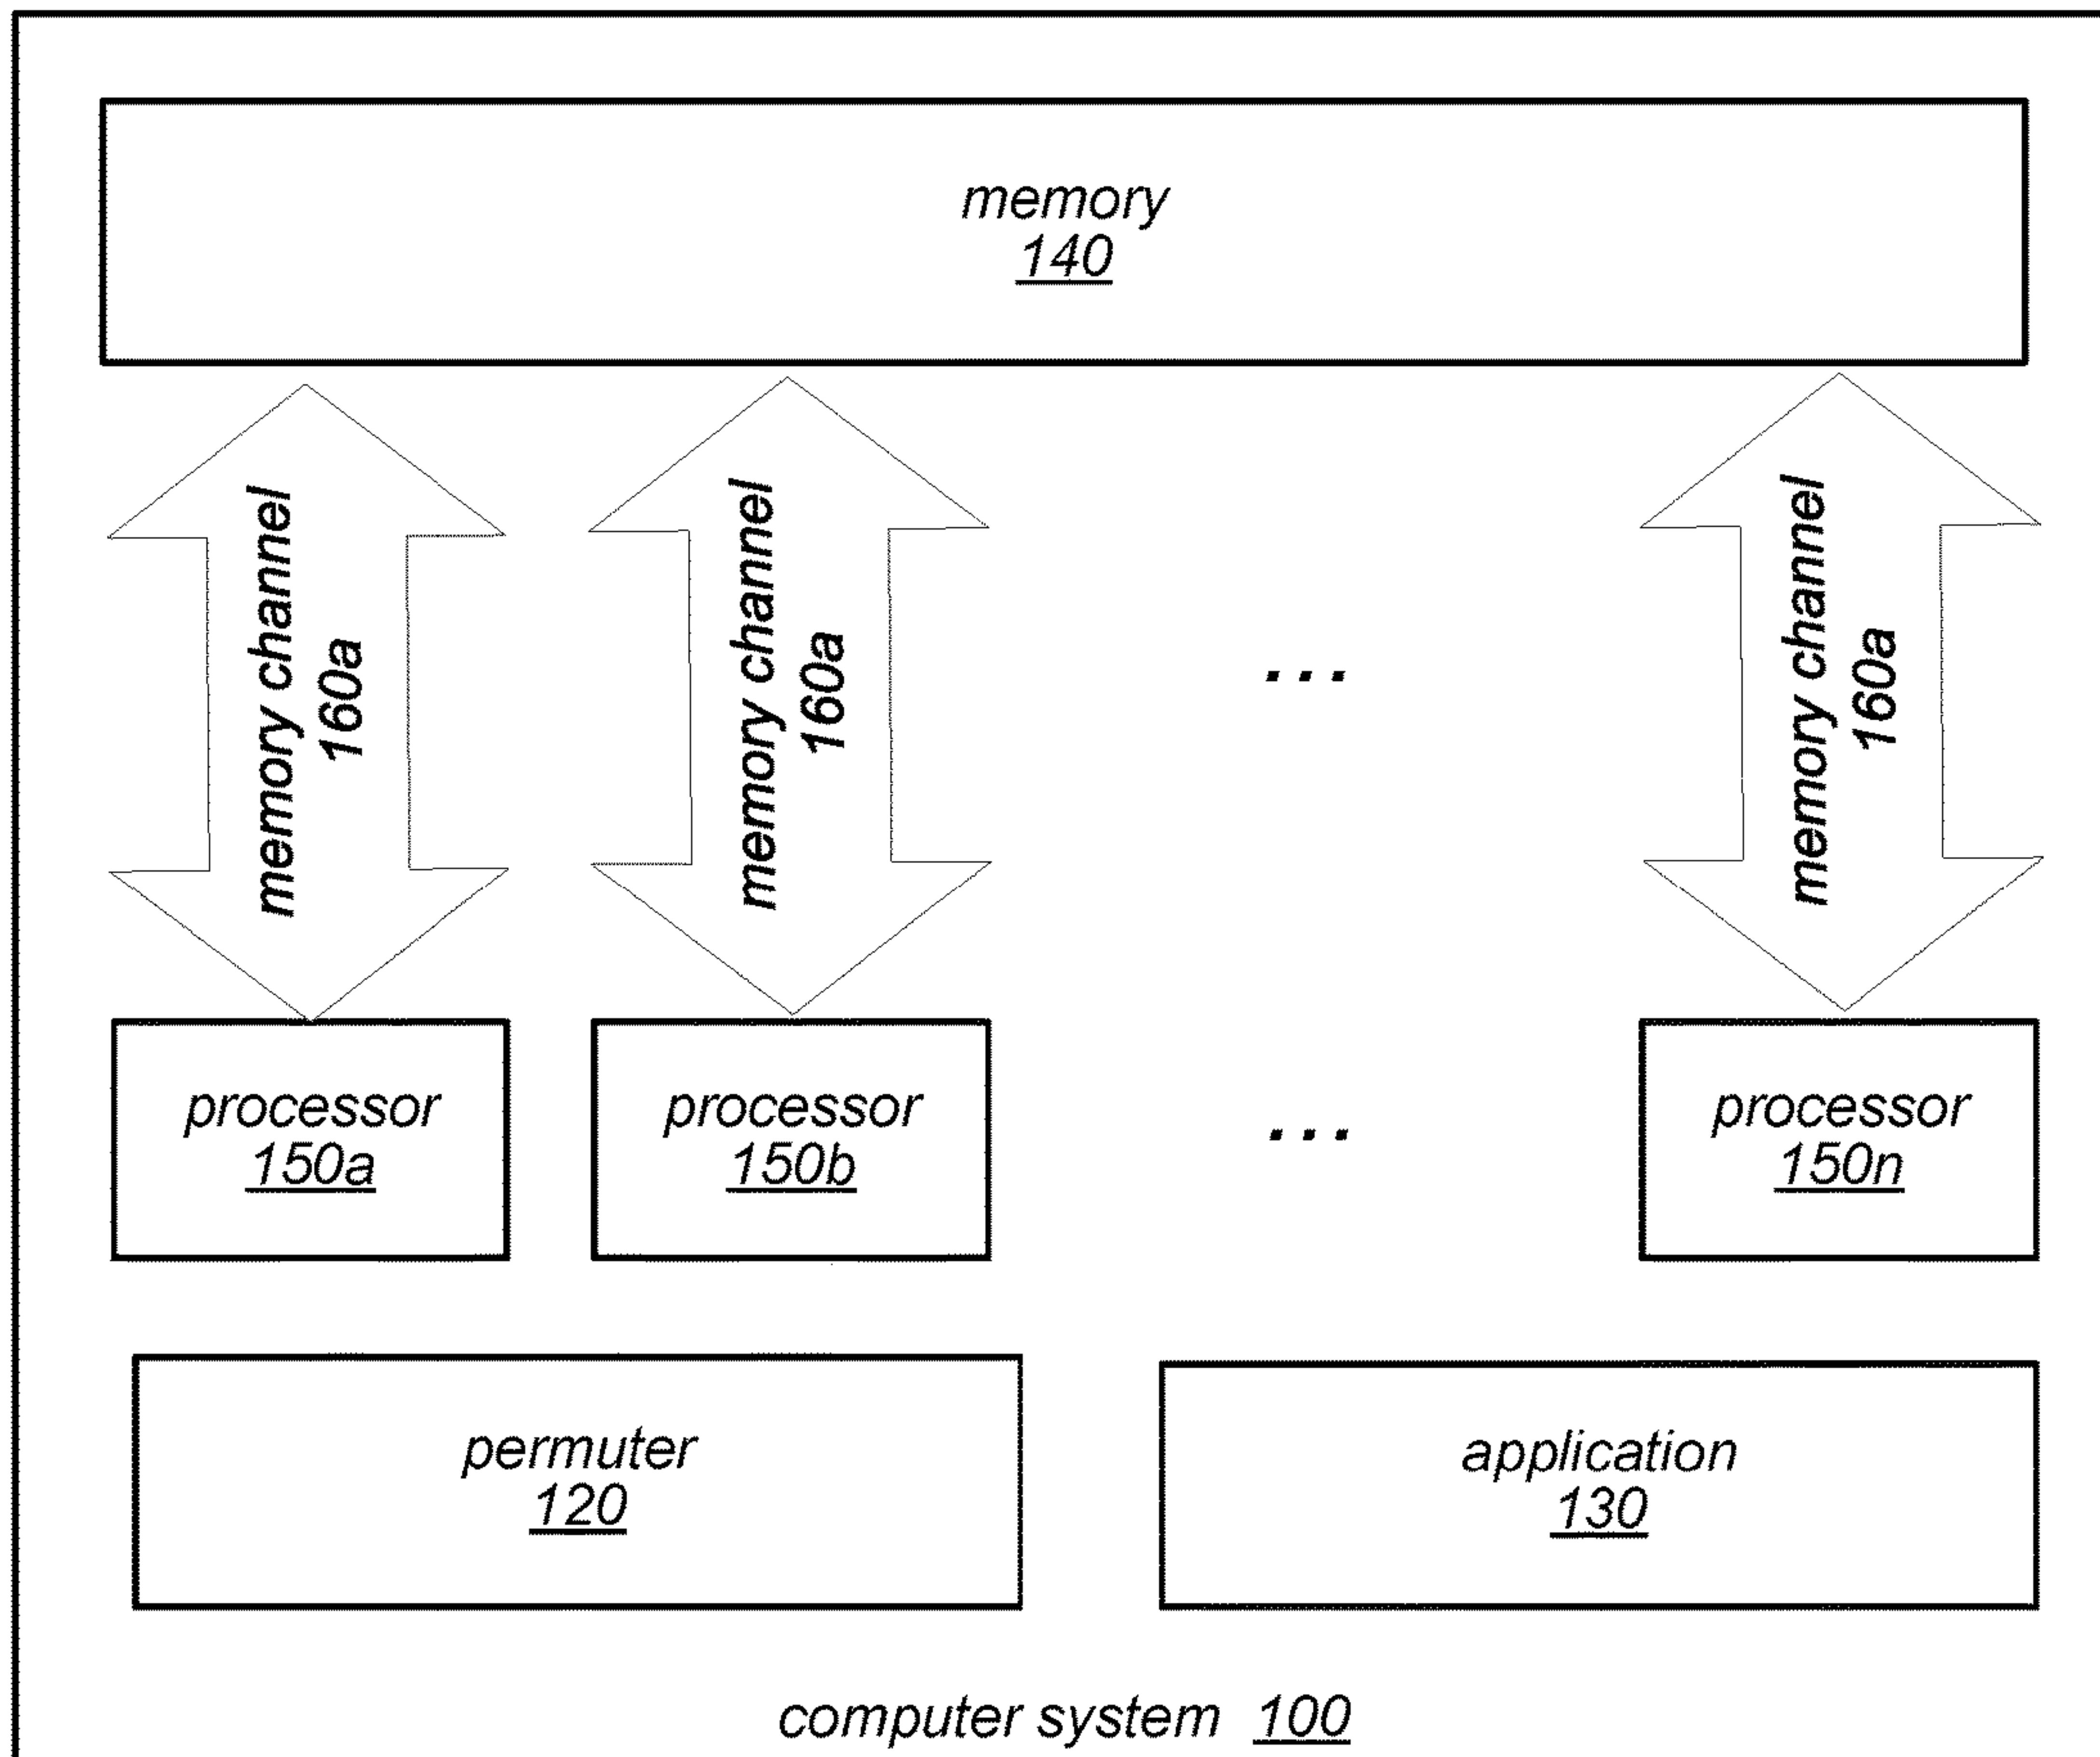 memory
140
memory channel
160a
memory channel
160a
...
memory channel
160a
processor
150a
processor
150b
...
processor
150n
permuter
120
application
130
computer system 100